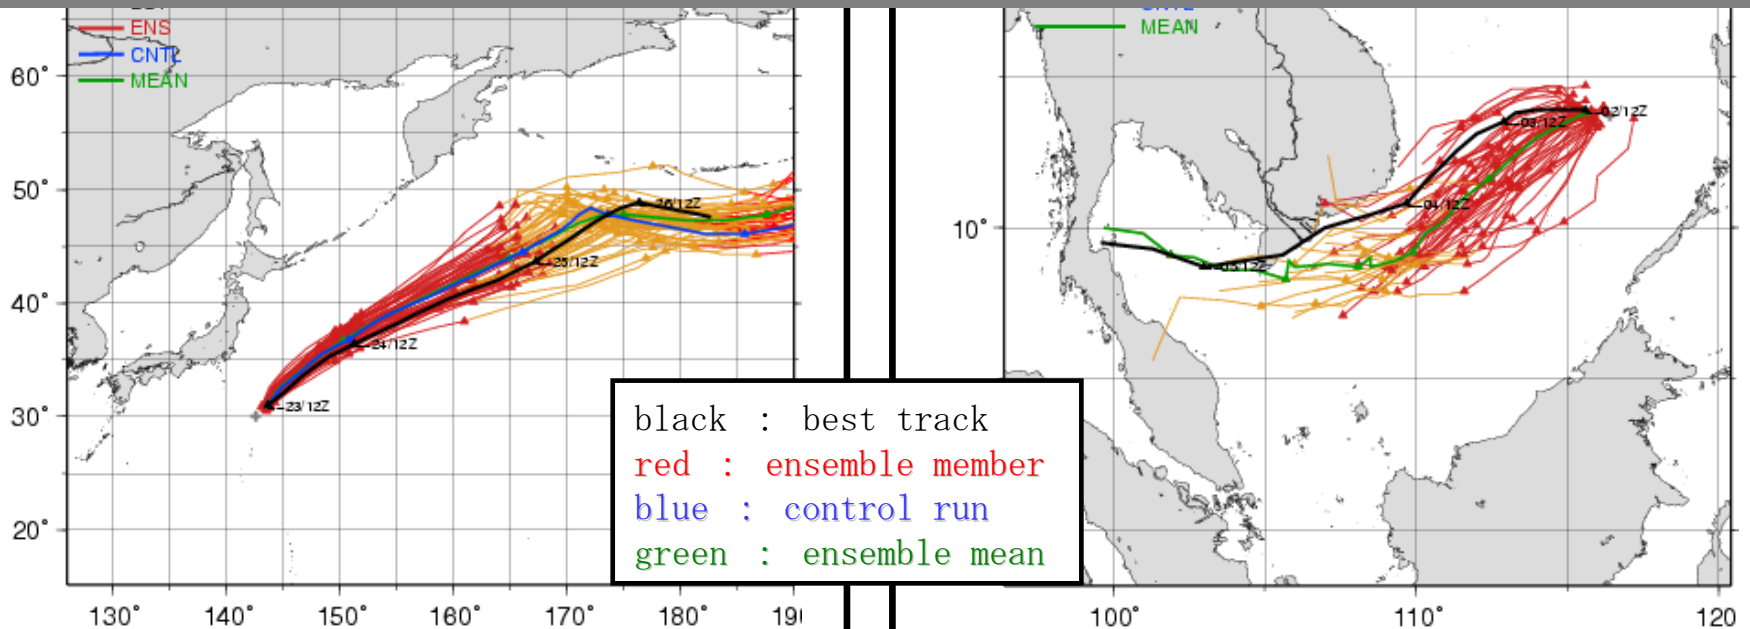 ENS
CNTL
MEAN
60°
50°
40°
30°
20°
130°
140°
150°
160°
170°
180°
23/12Z
24/12Z
25/12Z
26/12Z
MEAN
10°
02/12Z
03/12Z
04/12Z
05/12Z
100°
110°
120
black : best track
red : ensemble member
blue : control run
green : ensemble mean